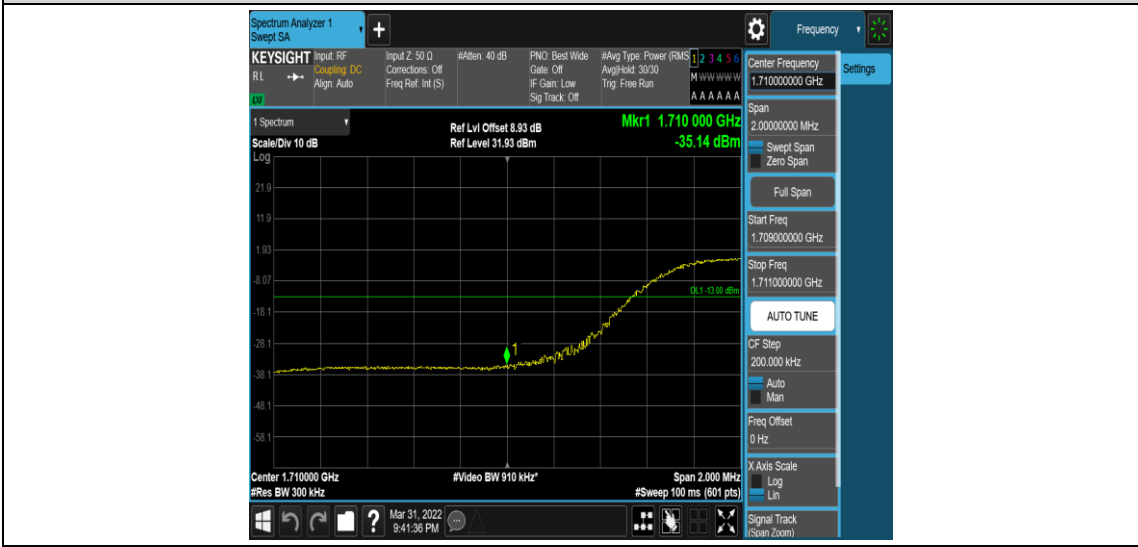 Spectrum Analyzer 1
Swept SA
+
Frequency
KEYSIGHT
RL
LXI
Input: RF
Coupling: DC
Align: Auto
Input Z: 50 Ω
Corrections: Off
Freq Ref: Int (S)
#Atten: 40 dB
PNO: Best Wide
Gate: Off
IF Gain: Low
Sig Track: Off
#Avg Type: Power (RMS
Avg|Hold: 30/30
Trig: Free Run
1 2 3 4 5 6
M W W W W W
A A A A A A
1 Spectrum
Scale/Div 10 dB
Log
Ref Lvl Offset 8.93 dB
Ref Level 31.93 dBm
Mkr1 1.710 000 GHz
-35.14 dBm
21.9
11.9
1.93
-8.07
-18.1
-28.1
-38.1
-48.1
-58.1
DL1 -13.00 dBm
1
Center 1.710000 GHz
#Res BW 300 kHz
#Video BW 910 kHz*
Span 2.000 MHz
#Sweep 100 ms (601 pts)
Center Frequency
1.710000000 GHz
Settings
Span
2.00000000 MHz
Swept Span
Zero Span
Full Span
Start Freq
1.709000000 GHz
Stop Freq
1.711000000 GHz
AUTO TUNE
CF Step
200.000 kHz
Auto
Man
Freq Offset
0 Hz
X Axis Scale
Log
Lin
Signal Track
(Span Zoom)
?
Mar 31, 2022
9:41:36 PM